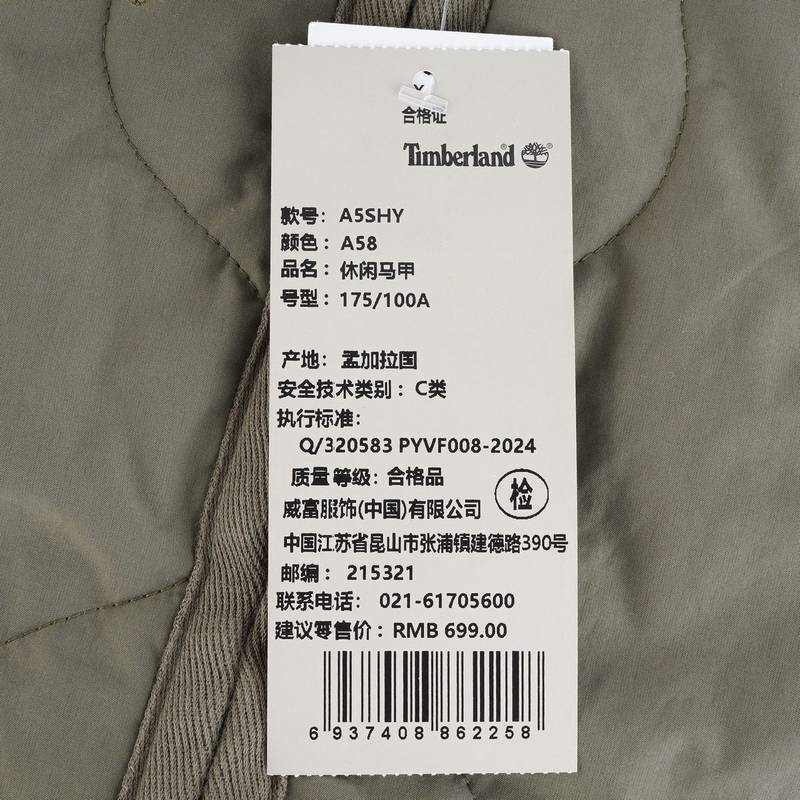 合格证
Timberland
款号: A5SHY
颜色: A58
品名: 休闲马甲
号型: 175/100A
产地: 孟加拉国
安全技术类别: C类
执行标准:
Q/320583 PYVF008-2024
质量等级: 合格品
检
威富服饰(中国)有限公司
中国江苏省昆山市张浦镇建德路390号
邮编: 215321
联系电话: 021-61705600
建议零售价: RMB 699.00
6 937408 862258